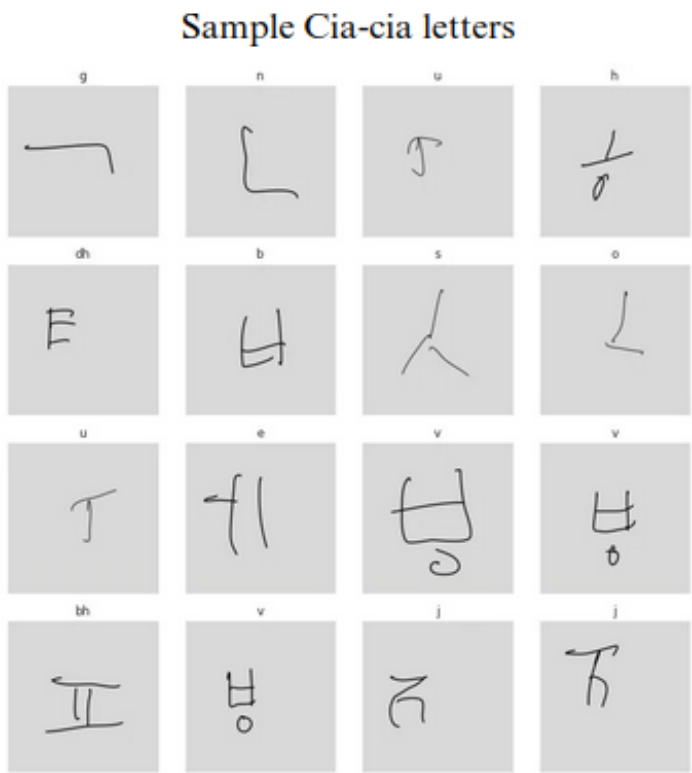 Sample Cia-cia letters
g n u h
ㄱ ㄴ ㅜ ㅎ
dh b s o
ㅌ ㅂ ㅅ ㅗ
u e v v
ㅜ ㅔ ㅸ ㅸ
bh v j j
ㅍ ㅸ ㅈ ㅈ